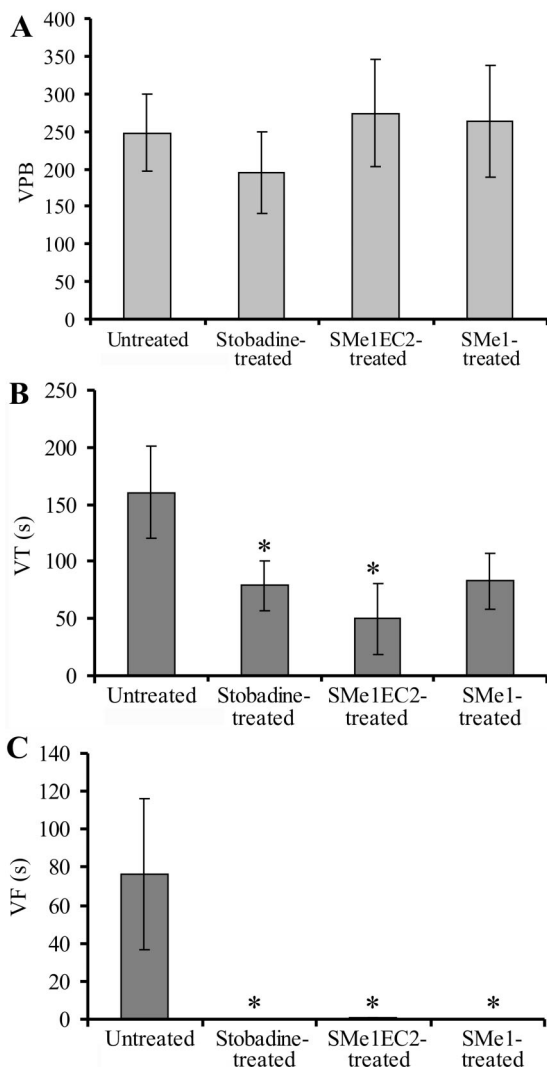 A
400
350
300
250
200
150
100
50
0
VPB
Untreated
Stobadine-
treated
SMe1EC2-
treated
SMe1-
treated
B
250
200
150
100
50
0
VT (s)
*
*
Untreated
Stobadine-
treated
SMe1EC2-
treated
SMe1-
treated
C
140
120
100
80
60
40
20
0
VF (s)
*
*
*
Untreated
Stobadine-
treated
SMe1EC2-
treated
SMe1-
treated